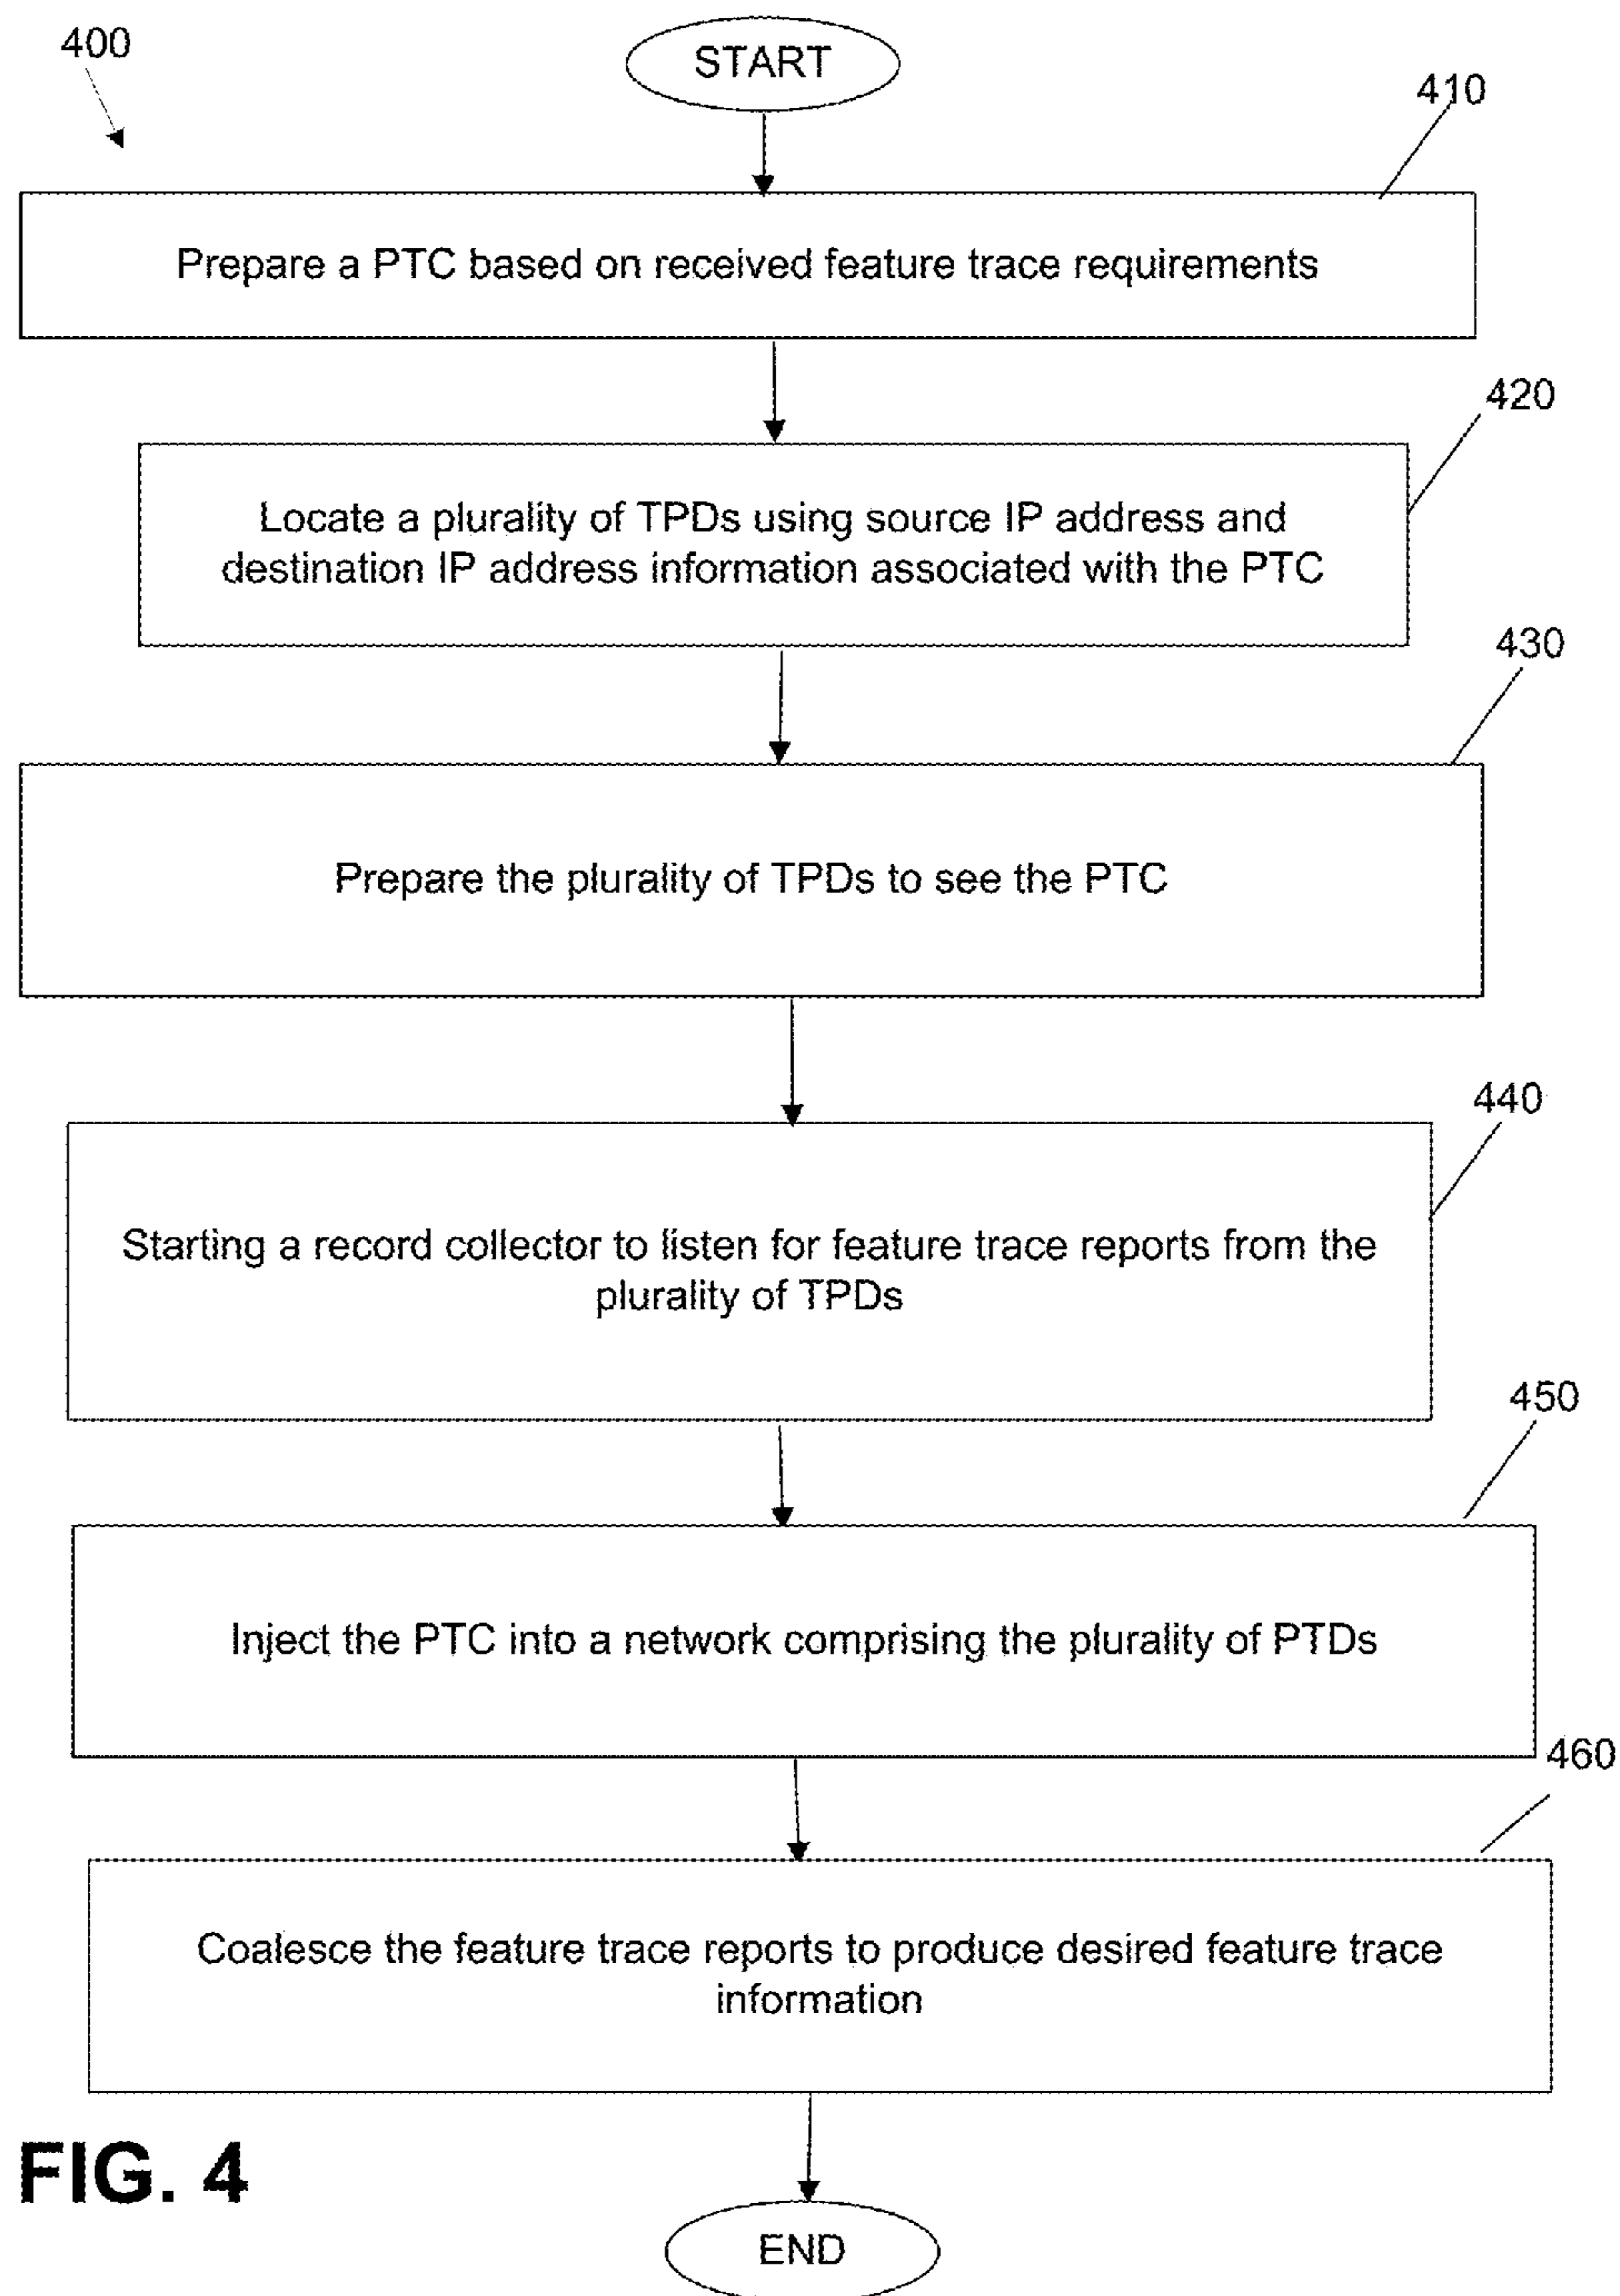 400
START
410
Prepare a PTC based on received feature trace requirements
420
Locate a plurality of TPDs using source IP address and
destination IP address information associated with the PTC
430
Prepare the plurality of TPDs to see the PTC
440
Starting a record collector to listen for feature trace reports from the
plurality of TPDs
450
Inject the PTC into a network comprising the plurality of PTDs
460
Coalesce the feature trace reports to produce desired feature trace
information
FIG. 4
END